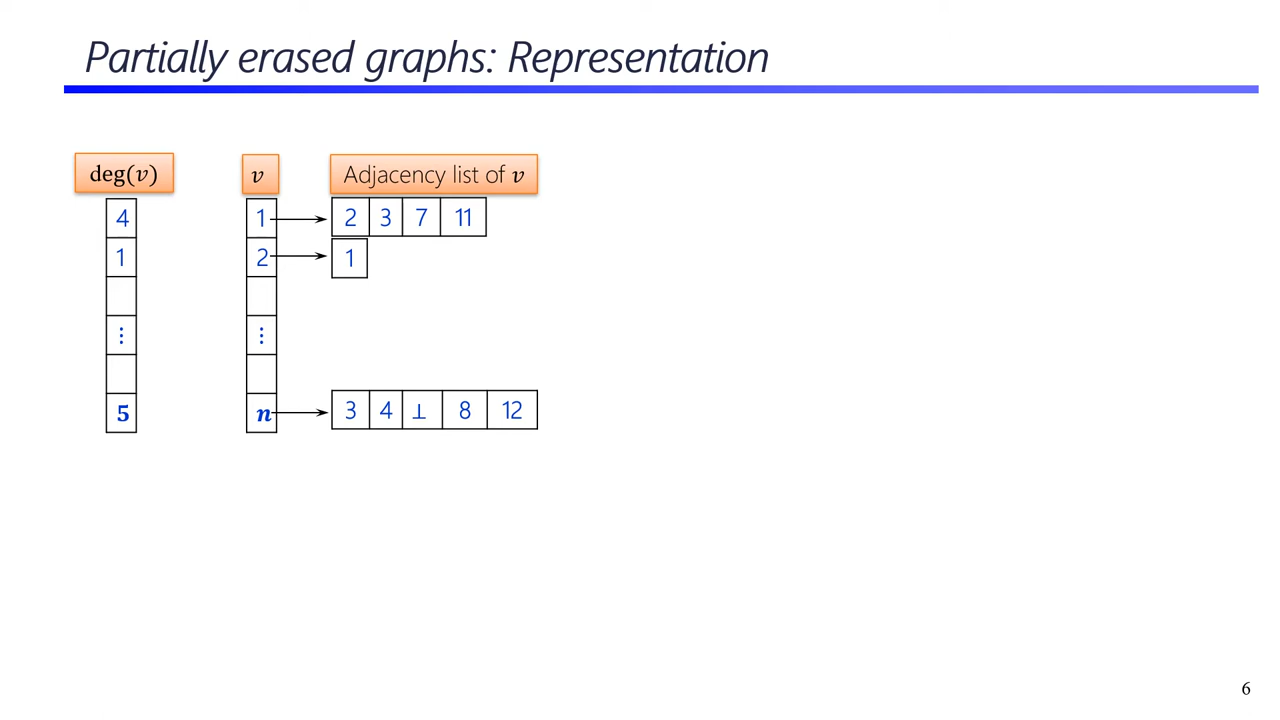 Partially erased graphs: Representation
deg(v) v Adjacency list of v
4 1 2 3 7 11
1 2 1
⋮ ⋮
5 n 3 4 ⊥ 8 12
6